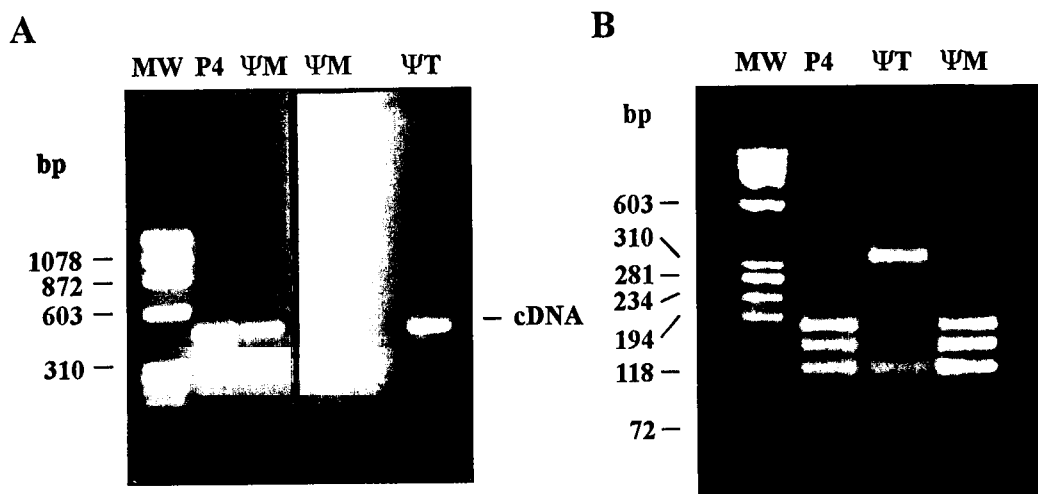 A
MW P4 ΨM ΨM ΨT
bp
1078
872
603
310
cDNA
B
MW P4 ΨT ΨM
bp
603
310
281
234
194
118
72